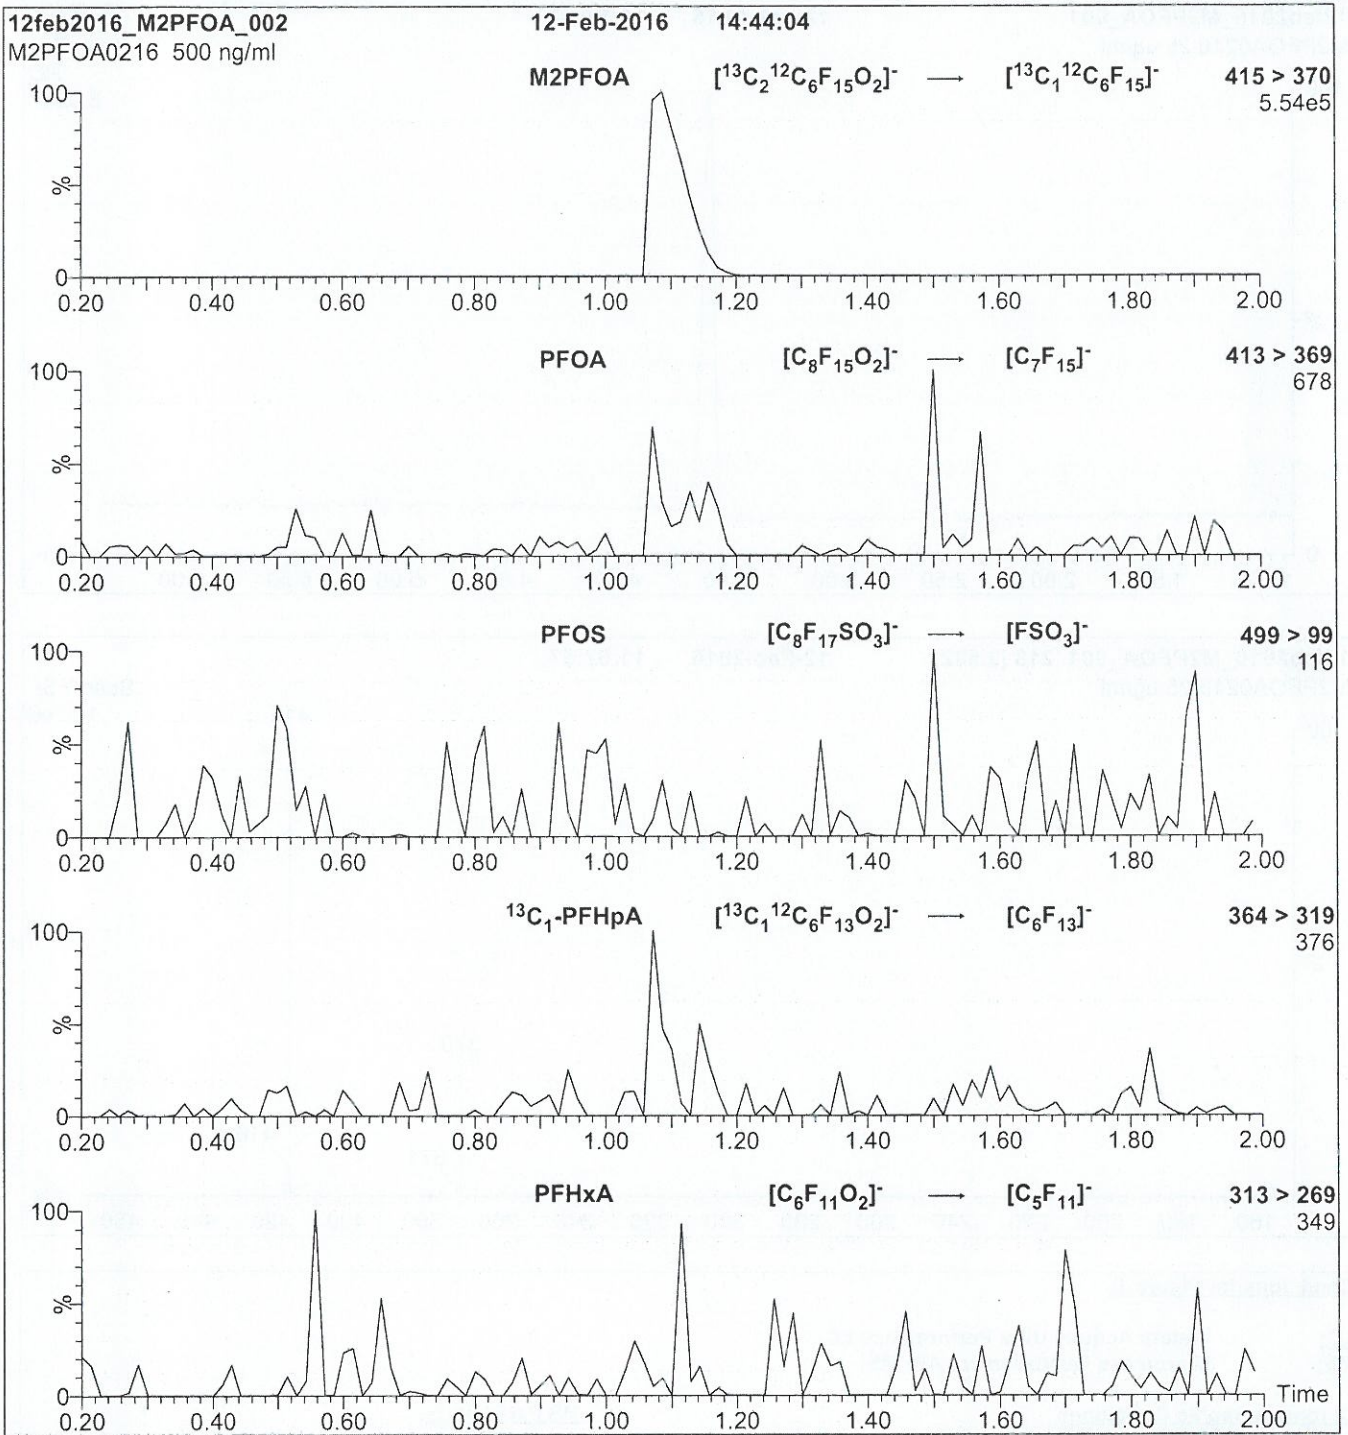 12feb2016_M2PFOA_002 12-Feb-2016 14:44:04
M2PFOA0216 500 ng/ml
M2PFOA [¹³C₂¹²C₆F₁₅O₂]⁻ → [¹³C₁¹²C₆F₁₅]⁻ 415 > 370
5.54e5
100
%
0
0.20 0.40 0.60 0.80 1.00 1.20 1.40 1.60 1.80 2.00
PFOA [C₈F₁₅O₂]⁻ → [C₇F₁₅]⁻ 413 > 369
678
100
%
0
0.20 0.40 0.60 0.80 1.00 1.20 1.40 1.60 1.80 2.00
PFOS [C₈F₁₇SO₃]⁻ → [FSO₃]⁻ 499 > 99
116
100
%
0
0.20 0.40 0.60 0.80 1.00 1.20 1.40 1.60 1.80 2.00
¹³C₁-PFHpA [¹³C₁¹²C₆F₁₃O₂]⁻ → [C₆F₁₃]⁻ 364 > 319
376
100
%
0
0.20 0.40 0.60 0.80 1.00 1.20 1.40 1.60 1.80 2.00
PFHxA [C₆F₁₁O₂]⁻ → [C₅F₁₁]⁻ 313 > 269
349
100
%
0
Time
0.20 0.40 0.60 0.80 1.00 1.20 1.40 1.60 1.80 2.00